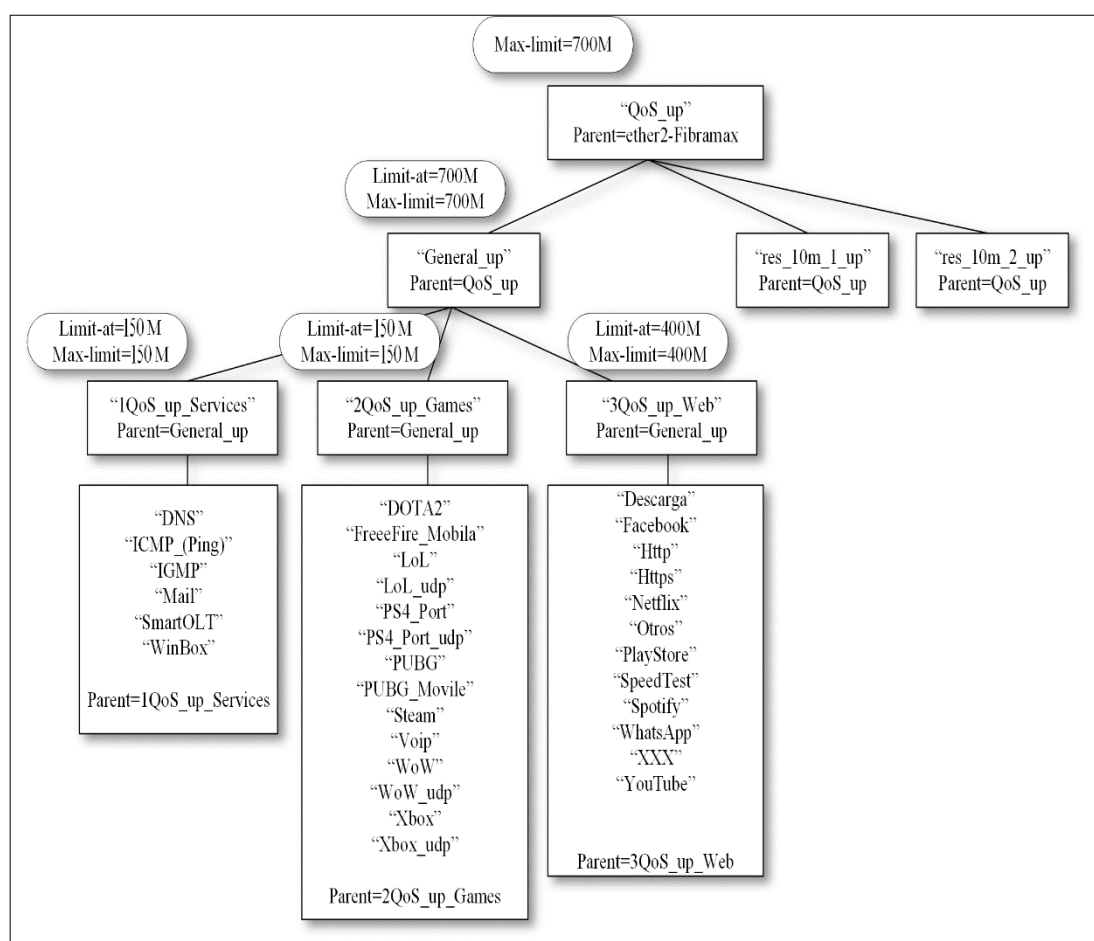 Max-limit=700M
“QoS_up”
Parent=ether2-Fibramax
Limit-at=700M
Max-limit=700M
“General_up”
Parent=QoS_up
“res_10m_1_up”
Parent=QoS_up
“res_10m_2_up”
Parent=QoS_up
Limit-at=150M
Max-limit=150M
Limit-at=150M
Max-limit=150M
Limit-at=400M
Max-limit=400M
“1QoS_up_Services”
Parent=General_up
“2QoS_up_Games”
Parent=General_up
“3QoS_up_Web”
Parent=General_up
“DNS”
“ICMP_(Ping)”
“IGMP”
“Mail”
“SmartOLT”
“WinBox”
Parent=1QoS_up_Services
“DOTA2”
“FreeeFire_Mobila”
“LoL”
“LoL_udp”
“PS4_Port”
“PS4_Port_udp”
“PUBG”
“PUBG_Movile”
“Steam”
“Voip”
“WoW”
“WoW_udp”
“Xbox”
“Xbox_udp”
Parent=2QoS_up_Games
“Descarga”
“Facebook”
“Http”
“Https”
“Netflix”
“Otros”
“PlayStore”
“SpeedTest”
“Spotify”
“WhatsApp”
“XXX”
“YouTube”
Parent=3QoS_up_Web